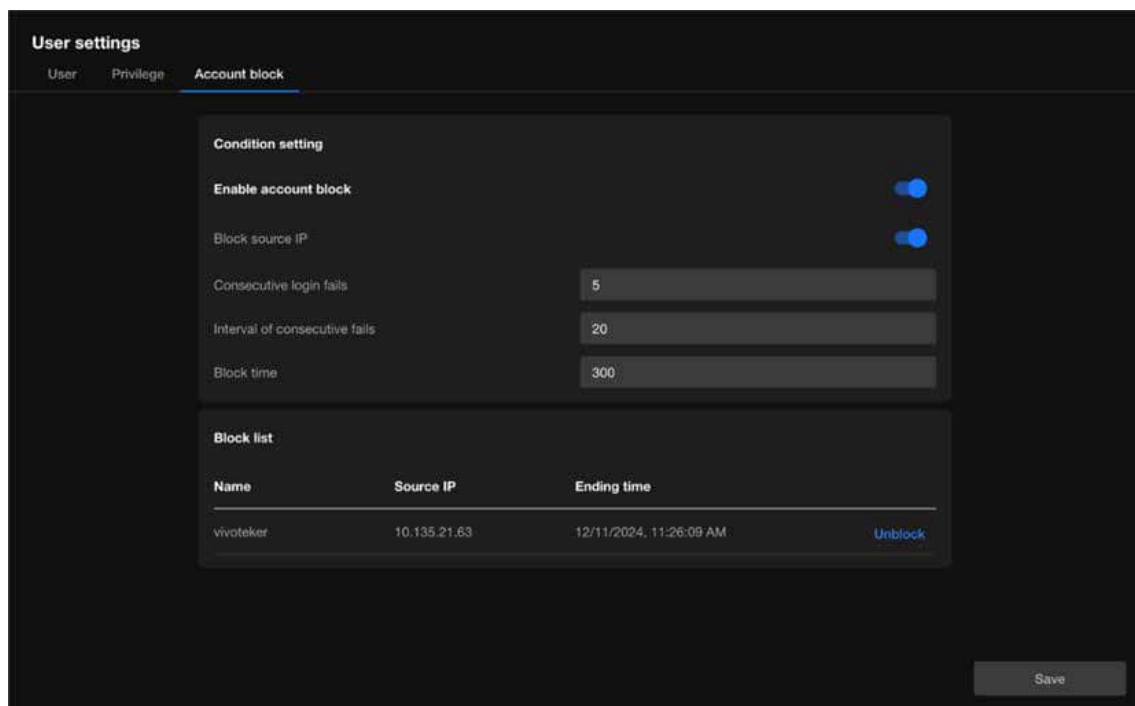 User settings
User Privilege Account block
Condition setting
Enable account block
Block source IP
Consecutive login fails 5
Interval of consecutive fails 20
Block time 300
Block list
Name Source IP Ending time
vivoteker 10.135.21.63 12/11/2024, 11:26:09 AM Unblock
Save